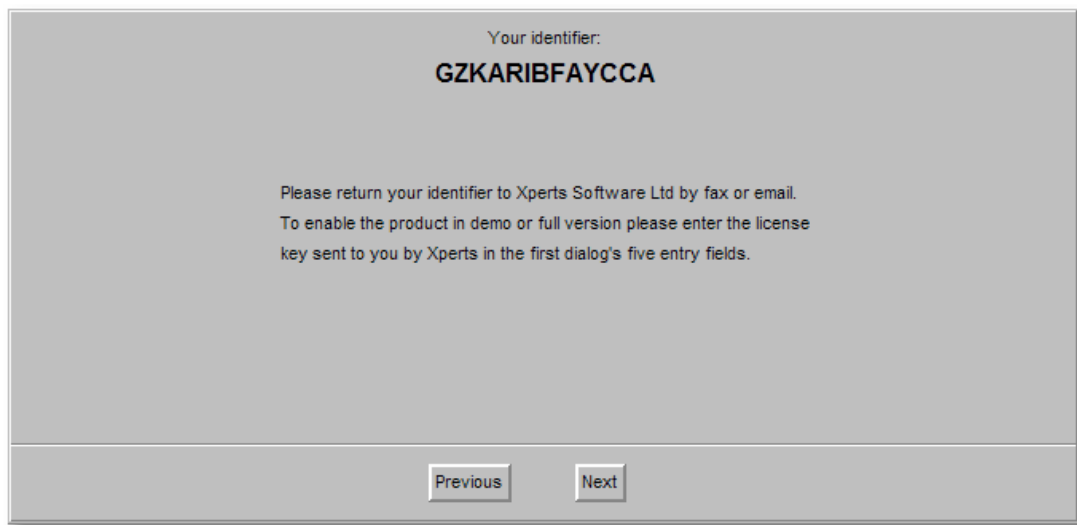 Your identifier:
GZKARIBFAYCCA
Please return your identifier to Xperts Software Ltd by fax or email.
To enable the product in demo or full version please enter the license
key sent to you by Xperts in the first dialog's five entry fields.
Previous Next